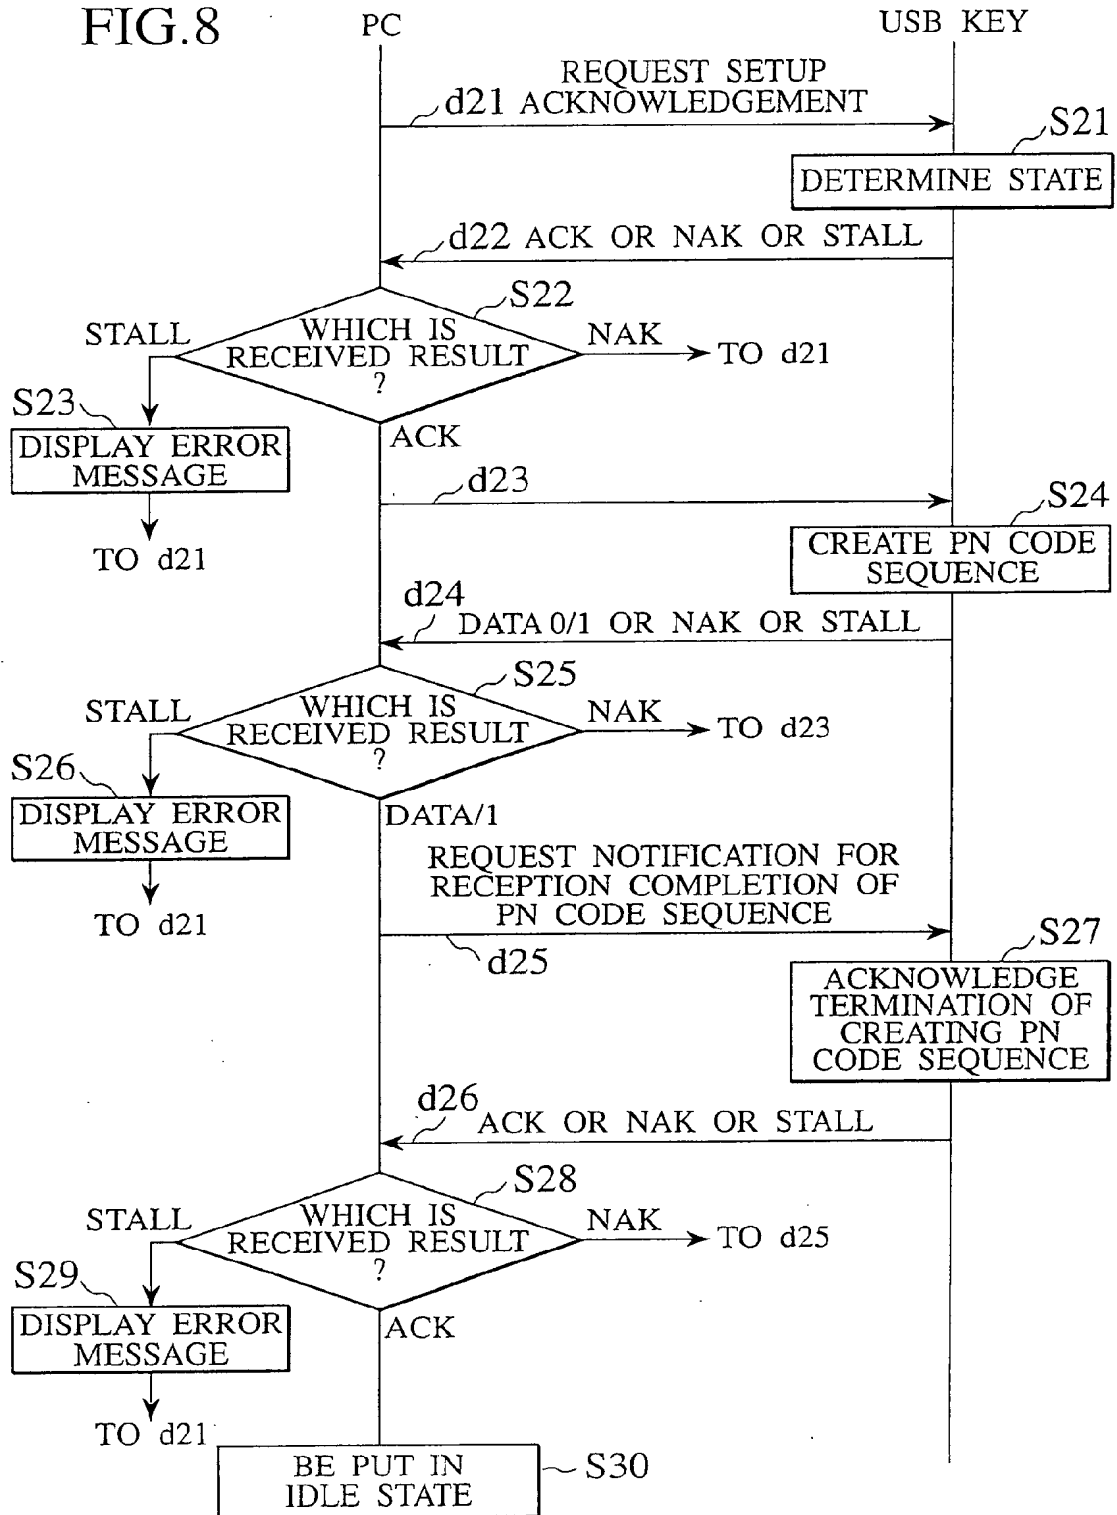 FIG.8
PC
USB KEY
REQUEST SETUP
d21 ACKNOWLEDGEMENT
S21
DETERMINE STATE
d22 ACK OR NAK OR STALL
S22
STALL
WHICH IS
RECEIVED RESULT
?
NAK
TO d21
S23
DISPLAY ERROR
MESSAGE
TO d21
ACK
d23
S24
CREATE PN CODE
SEQUENCE
d24
DATA 0/1 OR NAK OR STALL
S25
STALL
WHICH IS
RECEIVED RESULT
?
NAK
TO d23
S26
DISPLAY ERROR
MESSAGE
TO d21
DATA/1
REQUEST NOTIFICATION FOR
RECEPTION COMPLETION OF
PN CODE SEQUENCE
d25
S27
ACKNOWLEDGE
TERMINATION OF
CREATING PN
CODE SEQUENCE
d26
ACK OR NAK OR STALL
S28
STALL
WHICH IS
RECEIVED RESULT
?
NAK
TO d25
S29
DISPLAY ERROR
MESSAGE
TO d21
ACK
BE PUT IN
IDLE STATE
S30